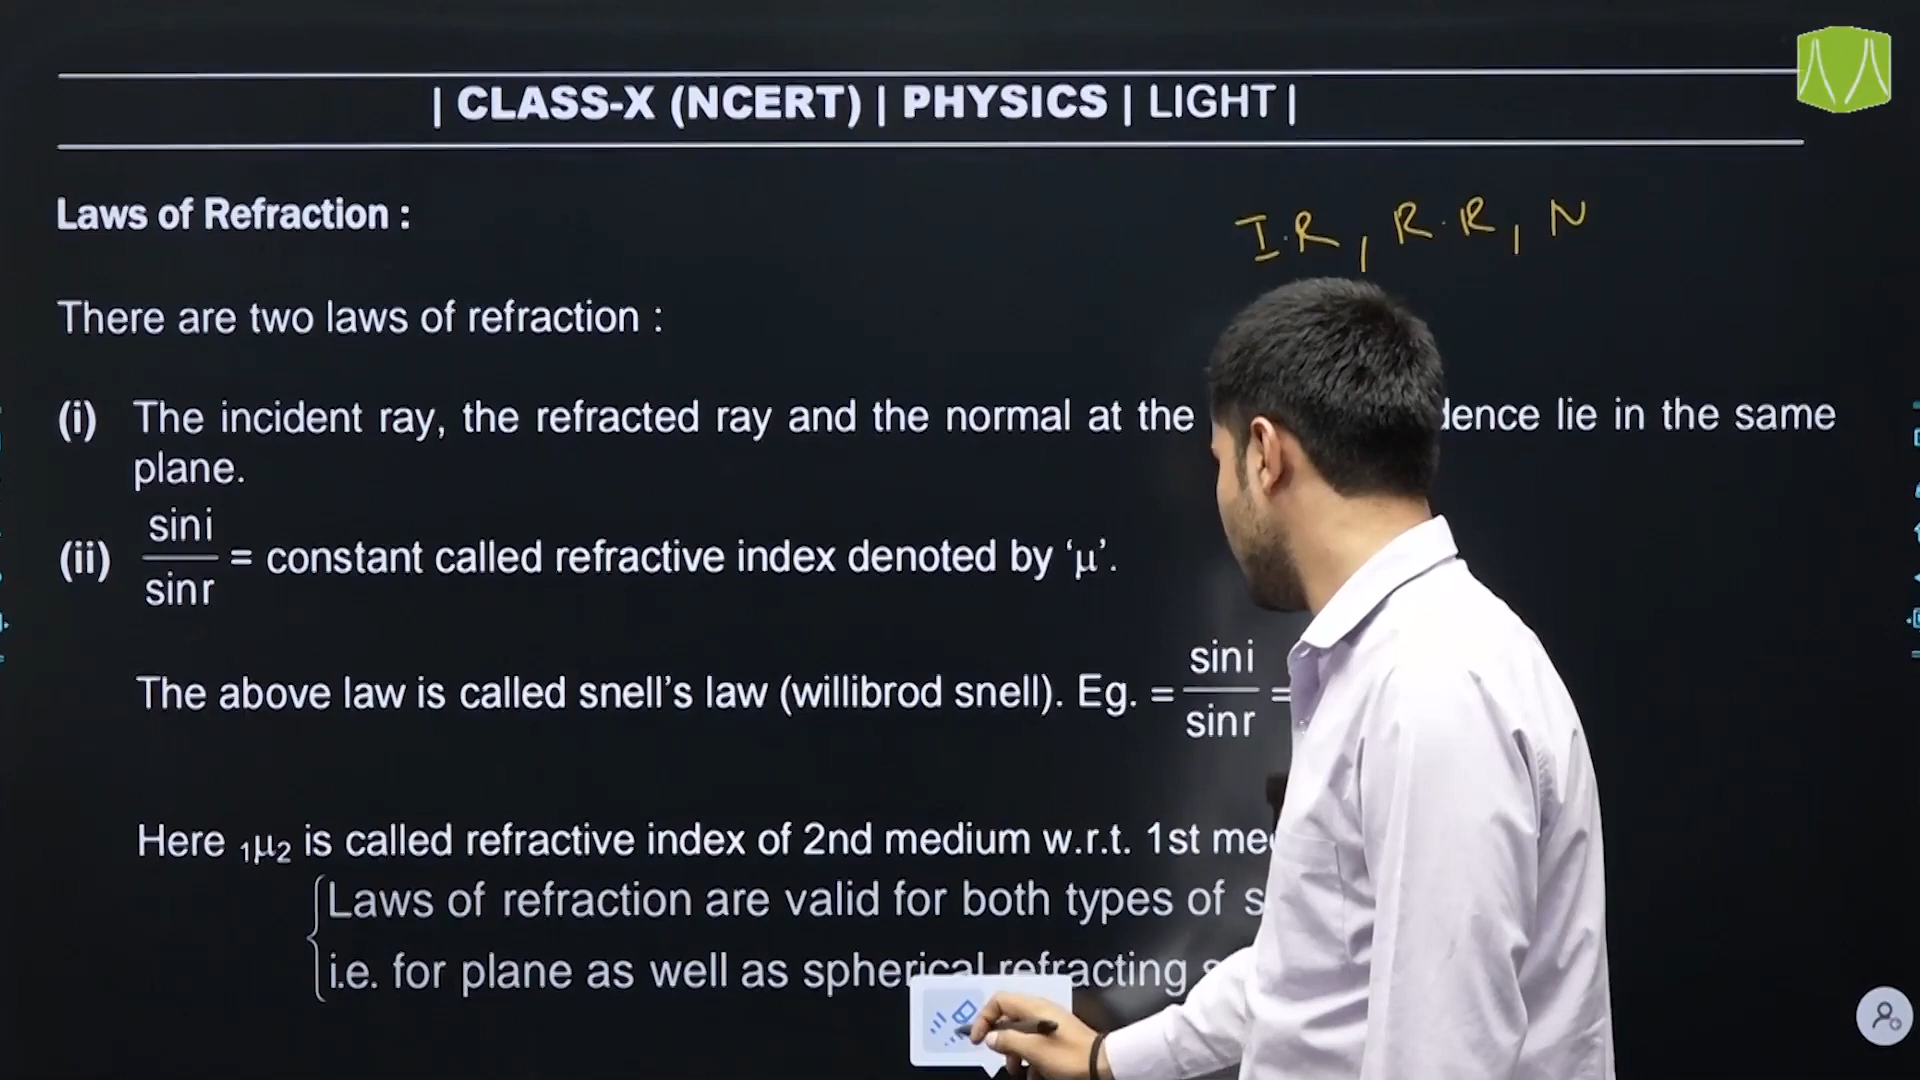 | CLASS-X (NCERT) | PHYSICS | LIGHT |
Laws of Refraction :
I.R, R.R, N
There are two laws of refraction :
(i) The incident ray, the refracted ray and the normal at the dence lie in the same
plane.
(ii) sini/sinr = constant called refractive index denoted by ‘µ’.
The above law is called snell’s law (willibrod snell). Eg. = sini/sinr =
Here ₁µ₂ is called refractive index of 2nd medium w.r.t. 1st
Laws of refraction are valid for both types of
i.e. for plane as well as spherical refracting